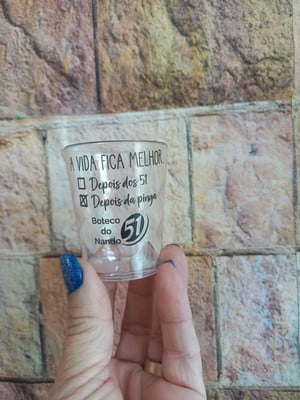 A VIDA FICA MELHOR
☐ Depois dos 51
☒ Depois da pinga
Boteco
do
Nando
51